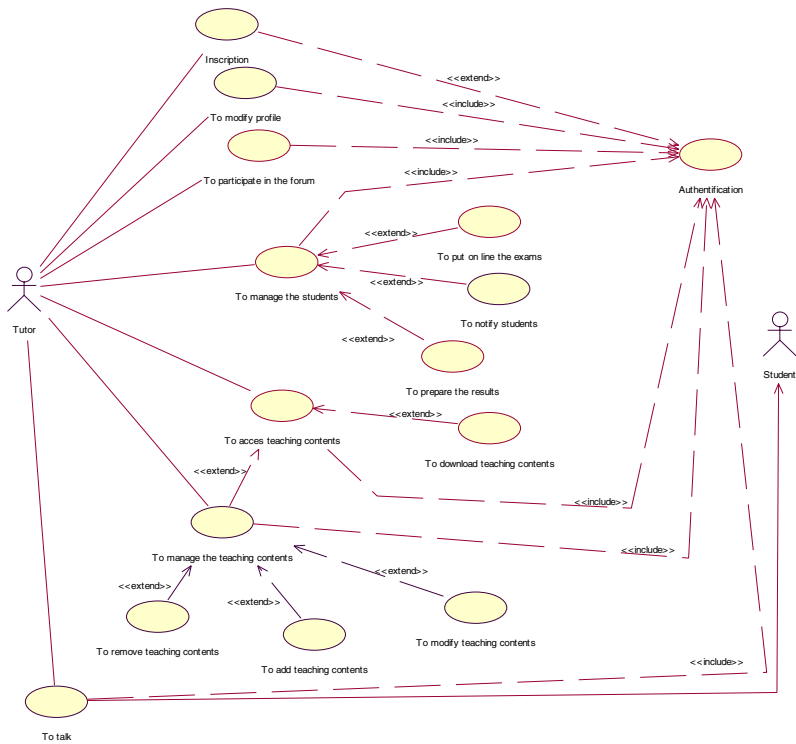 Inscription
<<extend>>
To modify profile
<<include>>
To participate in the forum
<<include>>
<<include>>
Authentification
<<extend>>
To put on line the exams
To manage the students
<<extend>>
To notify students
Tutor
<<extend>>
To prepare the results
Student
To acces teaching contents
<<extend>>
To download teaching contents
<<extend>>
<<include>>
To manage the teaching contents
<<include>>
<<extend>>
<<extend>>
<<extend>>
To remove teaching contents
To add teaching contents
To modify teaching contents
<<include>>
To talk